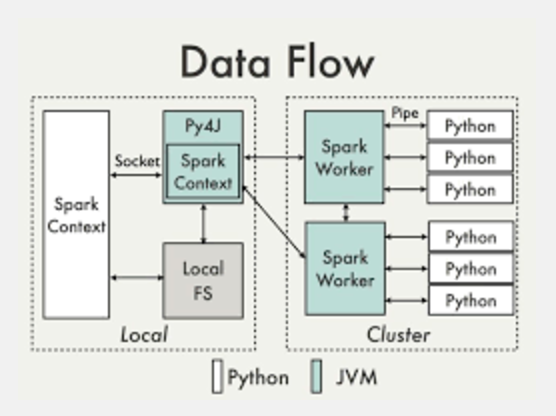 Data Flow
Spark
Context
Socket
Py4J
Spark
Context
Local
FS
Local
Spark
Worker
Pipe
Python
Python
Python
Spark
Worker
Python
Python
Python
Cluster
Python
JVM